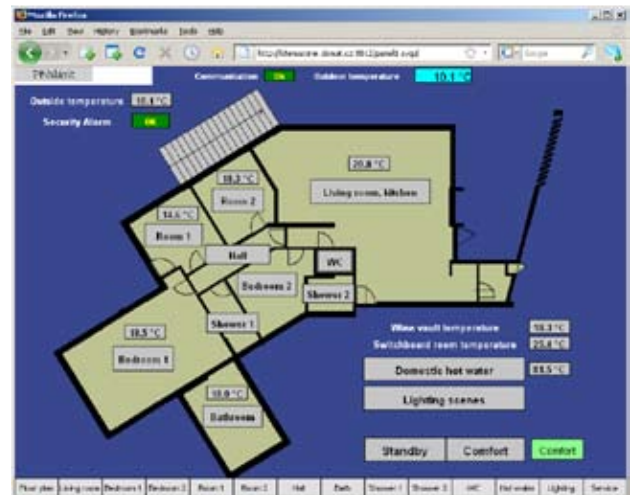 Mozilla Firefox
File Edit View History Bookmarks Tools Help
Přihlásit
Communication OK Outdoor temperature 10.1 °C
Outside temperature 10.1 °C
Security Alarm OK
20.8 °C
Living room, kitchen
18.3 °C
Room 2
14.6 °C
Room 1
Hall
WC
Bedroom 2
Shower 2
Shower 1
18.5 °C
Bedroom 1
Bathroom
Wine vault temperature
Switchboard room temperature
Domestic hot water
Lighting scenes
Standby Comfort Comfort
Floor plan Living room Bedroom 1 Bedroom 2 Room 1 Room 2 Hall Bath Shower 1 Shower 2 WC Hot water Lighting Service